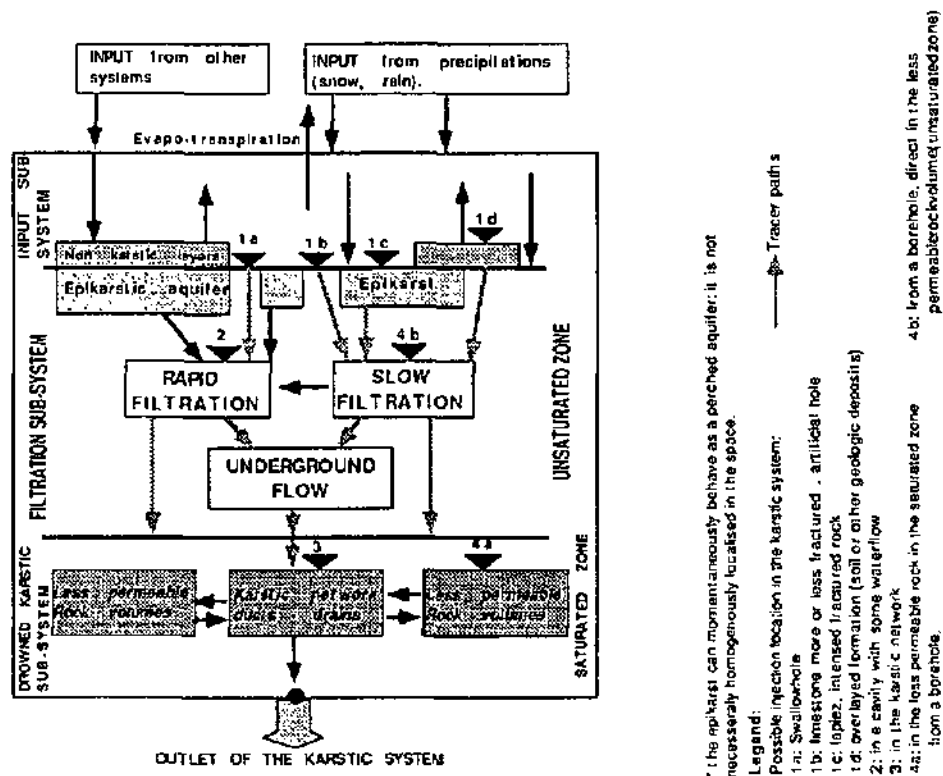 INPUT from other
systems
INPUT from precipitations
(snow, rain).
Evapo-transpiration
INPUT SUB
SYSTEM
1a
1b
1c
1d
Non karstic layers
Epikarstic aquifer
Epikarst
FILTRATION SUB-SYSTEM
UNSATURATED ZONE
2
4b
RAPID
FILTRATION
SLOW
FILTRATION
UNDERGROUND
FLOW
3
4a
DROWNED KARSTIC
SUB-SYSTEM
SATURATED ZONE
Less permeable
Rock volumes
Karstic network
ducts drains
Less permeable
Rock volumes
OUTLET OF THE KARSTIC SYSTEM
the epikarst can momentaneously behave as a perched aquifer; it is not
necesseraly homogenously localised in the space.
Legend:
Possible injection location in the karstic system:
Tracer paths
1a: Swallowhole
1b: limestone more or less fractured . artificial hole
1c: lapiez, intensed fractured rock
1d: overlayed formation (soil or other geologic deposits)
2: in a cavity with some waterflow
3: in the karstic network
4a: in the less permeable rock in the saturated zone
from a borehole.
4b: from a borehole, direct in the less
permeable rock volume (unsaturated zone)